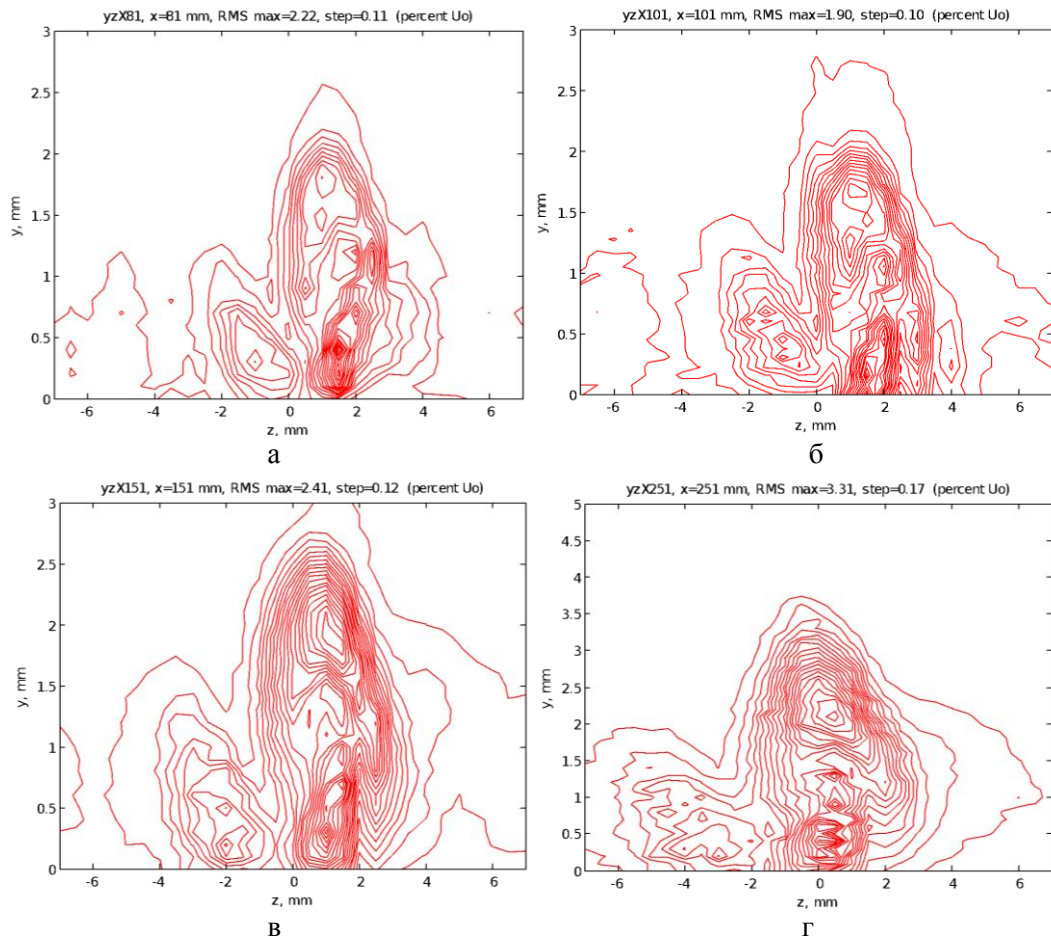 yzX81, x=81 mm, RMS max=2.22, step=0.11 (percent Uo)
3
2.5
2
1.5
1
0.5
0
y, mm
-6 -4 -2 0 2 4 6
z, mm
а
yzX101, x=101 mm, RMS max=1.90, step=0.10 (percent Uo)
3
2.5
2
1.5
1
0.5
0
y, mm
-6 -4 -2 0 2 4 6
z, mm
б
yzX151, x=151 mm, RMS max=2.41, step=0.12 (percent Uo)
3
2.5
2
1.5
1
0.5
0
y, mm
-6 -4 -2 0 2 4 6
z, mm
в
yzX251, x=251 mm, RMS max=3.31, step=0.17 (percent Uo)
5
4.5
4
3.5
3
2.5
2
1.5
1
0.5
0
y, mm
-6 -4 -2 0 2 4 6
z, mm
г